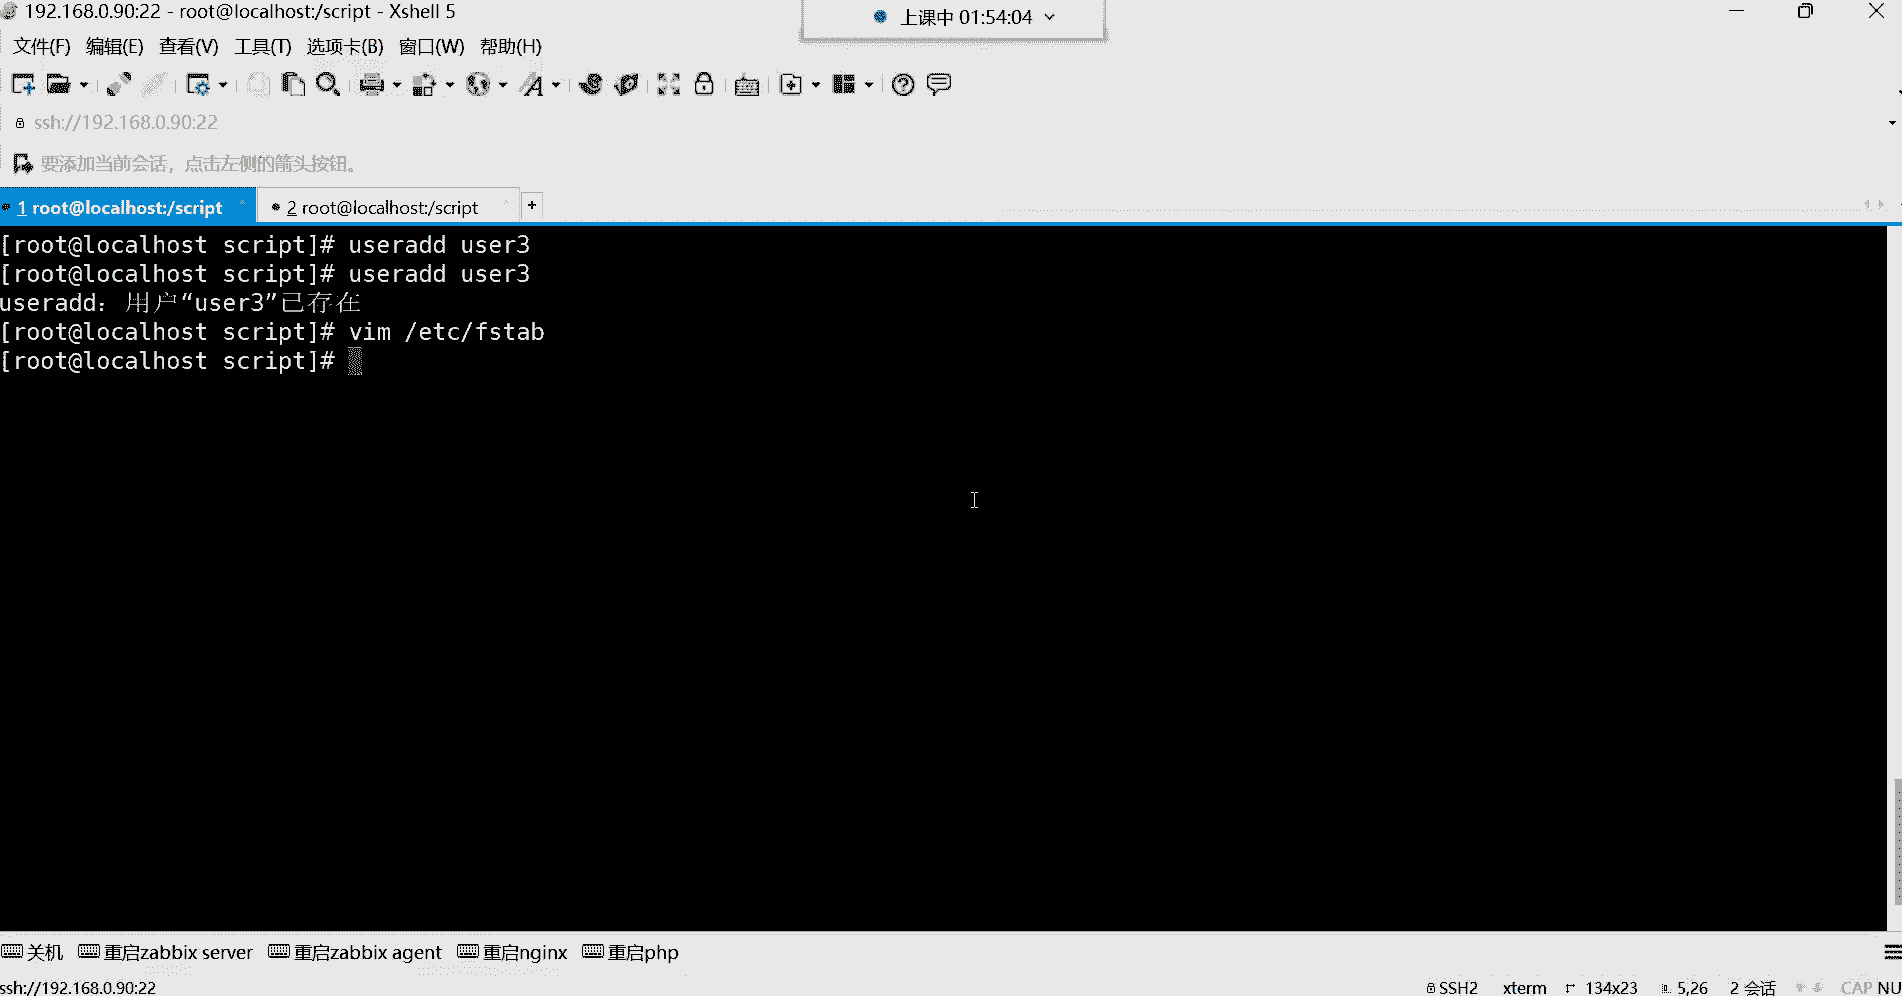 192.168.0.90:22 - root@localhost:/script - Xshell 5
上课中 01:54:04
文件(F) 编辑(E) 查看(V) 工具(T) 选项卡(B) 窗口(W) 帮助(H)
ssh://192.168.0.90:22
要添加当前会话，点击左侧的箭头按钮。
1 root@localhost:/script 2 root@localhost:/script +
[root@localhost script]# useradd user3
[root@localhost script]# useradd user3
useradd：用户“user3”已存在
[root@localhost script]# vim /etc/fstab
[root@localhost script]#
关机 重启zabbix server 重启zabbix agent 重启nginx 重启php
ssh://192.168.0.90:22 SSH2 xterm 134x23 5,26 2 会话 CAP NU